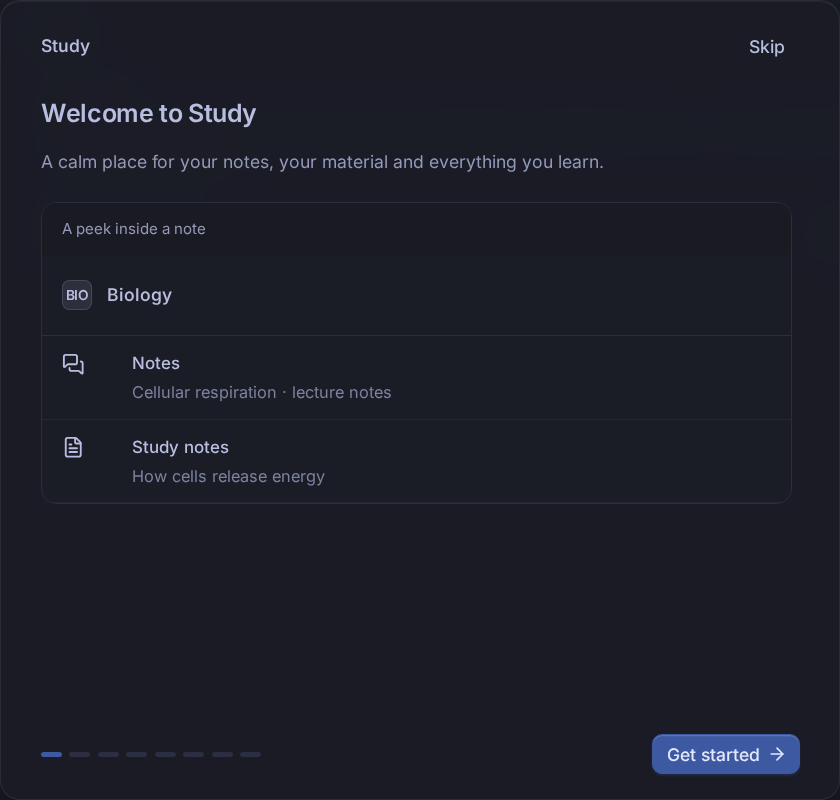 Study
Skip
Welcome to Study
A calm place for your notes, your material and everything you learn.
A peek inside a note
BIO
Biology
Notes
Cellular respiration · lecture notes
Study notes
How cells release energy
Get started